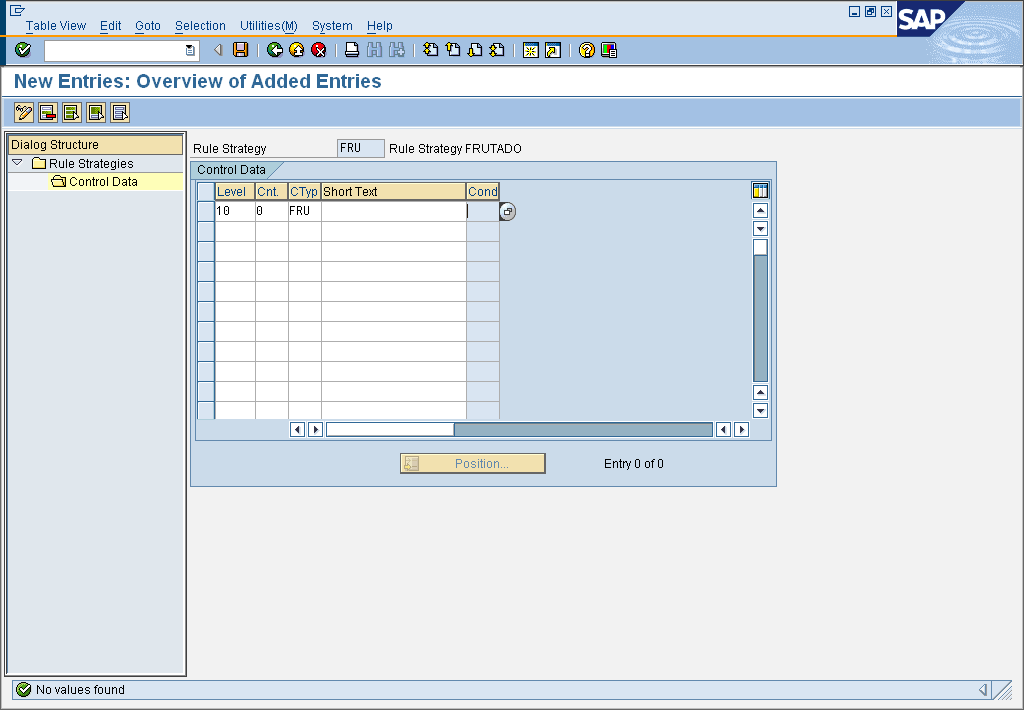 Table View Edit Goto Selection Utilities(M) System Help
SAP
New Entries: Overview of Added Entries
Dialog Structure
Rule Strategies
Control Data
Rule Strategy FRU Rule Strategy FRUTADO
Control Data
Level Cnt. CTyp Short Text Cond
10 0 FRU
Position... Entry 0 of 0
No values found